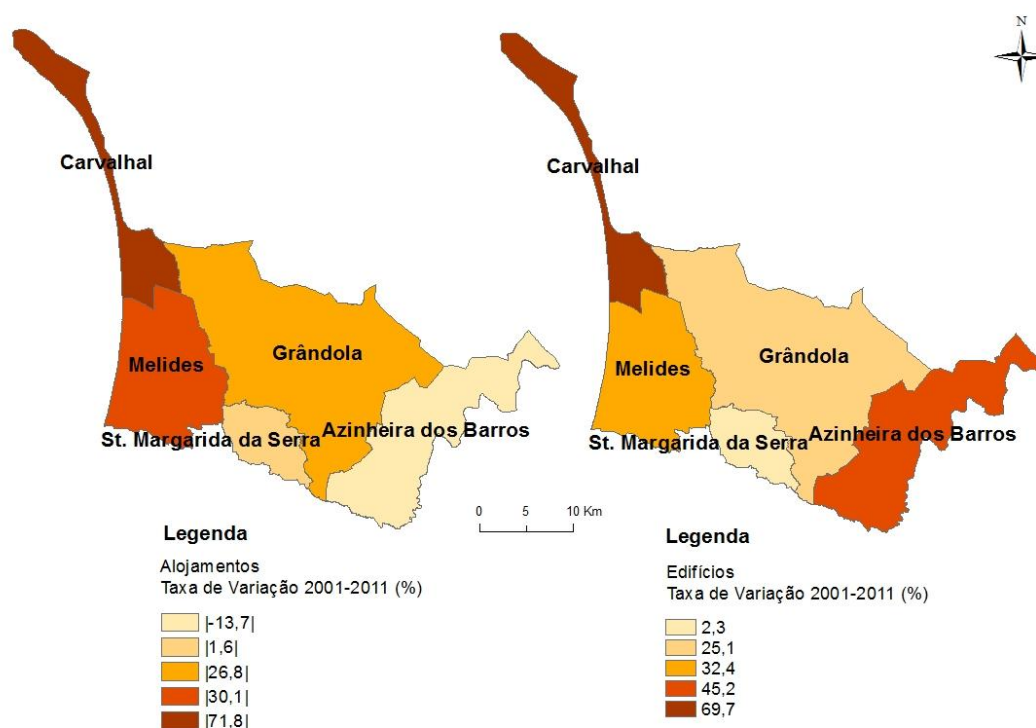 N
Carvalhal
Melides
Grândola
St. Margarida da Serra
Azinheira dos Barros
0 5 10 Km
Legenda
Alojamentos
Taxa de Variação 2001-2011 (%)
|-13,7|
|1,6|
|26,8|
|30,1|
|71,8|
Carvalhal
Melides
Grândola
St. Margarida da Serra
Azinheira dos Barros
Legenda
Edifícios
Taxa de Variação 2001-2011 (%)
2,3
25,1
32,4
45,2
69,7